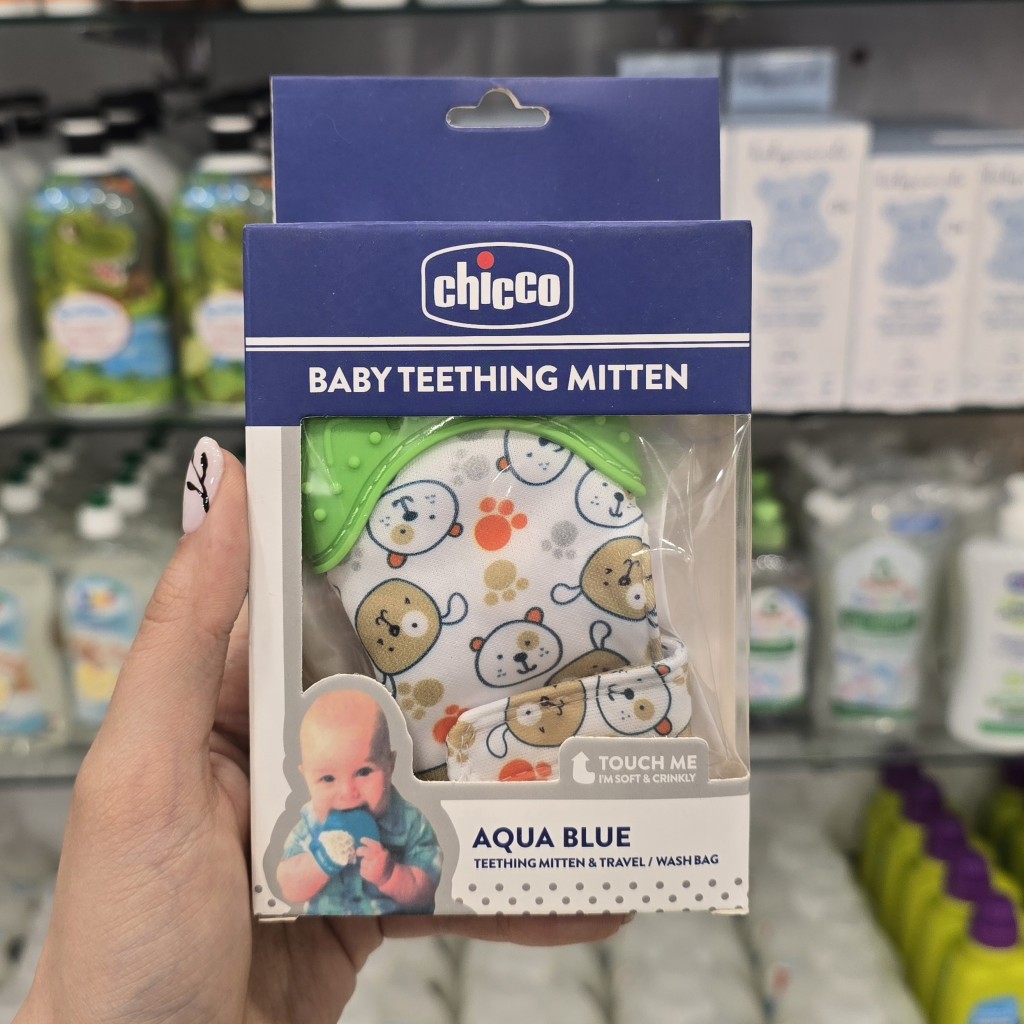 chicco
BABY TEETHING MITTEN
TOUCH ME
I'M SOFT & CRINKLY
AQUA BLUE
TEETHING MITTEN & TRAVEL / WASH BAG